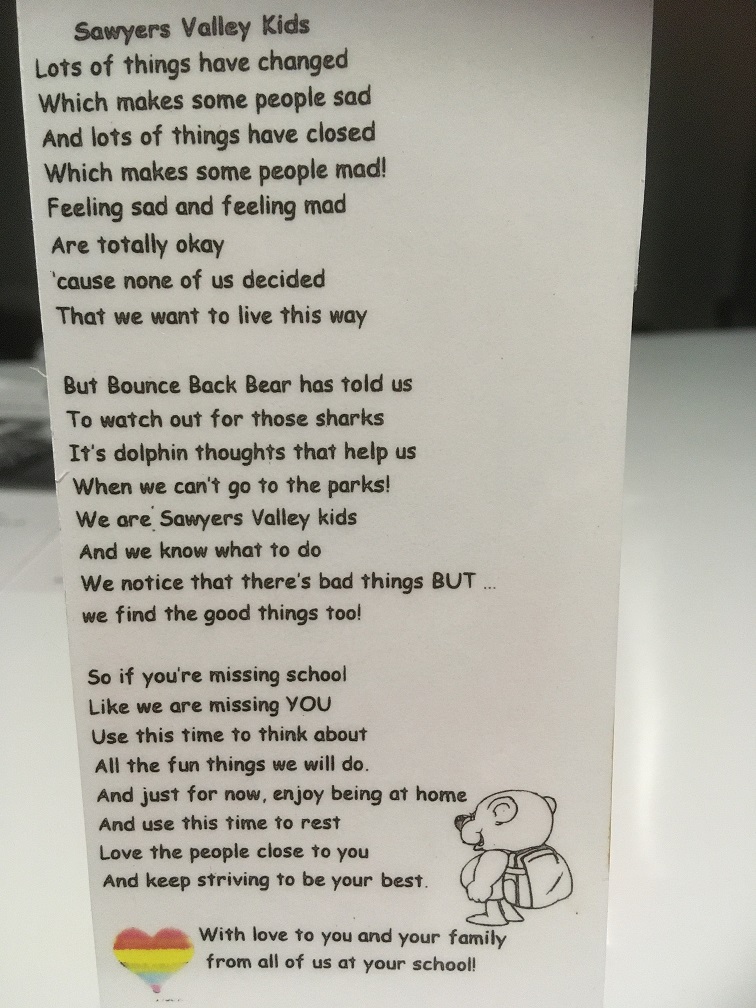 Sawyers Valley Kids
Lots of things have changed
Which makes some people sad
And lots of things have closed
Which makes some people mad!
Feeling sad and feeling mad
Are totally okay
'cause none of us decided
That we want to live this way
But Bounce Back Bear has told us
To watch out for those sharks
It's dolphin thoughts that help us
When we can't go to the parks!
We are Sawyers Valley kids
And we know what to do
We notice that there's bad things BUT ...
we find the good things too!
So if you're missing school
Like we are missing YOU
Use this time to think about
All the fun things we will do.
And just for now, enjoy being at home
And use this time to rest
Love the people close to you
And keep striving to be your best.
With love to you and your family
from all of us at your school!